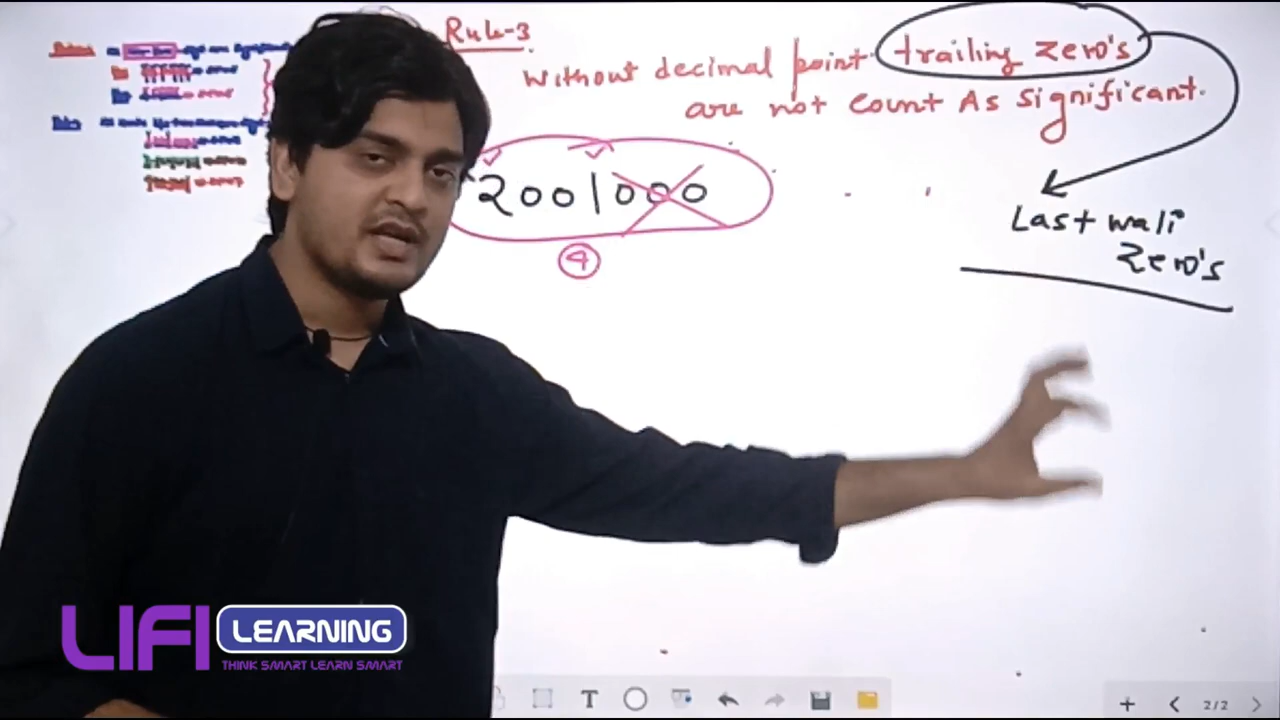 Rule-3
Without decimal point trailing zero's
are not count As significant.
2001000
4
Last wali
zero's
LIFI LEARNING
THINK SMART LEARN SMART
T
2/2